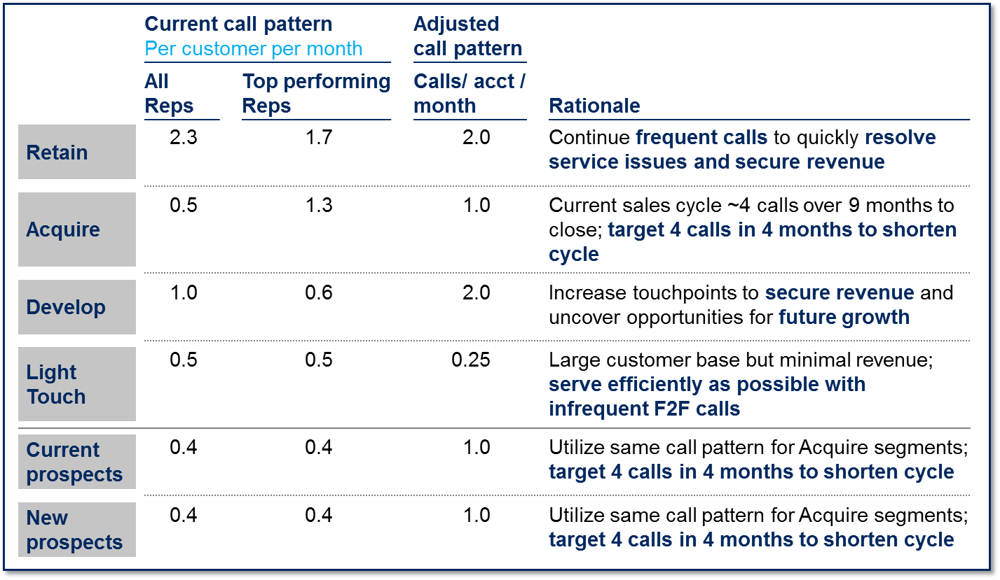 Current call pattern
Per customer per month
Adjusted
call pattern
All
Reps
Top performing
Reps
Calls/ acct /
month
Rationale
Retain
2.3
1.7
2.0
Continue frequent calls to quickly resolve
service issues and secure revenue
Acquire
0.5
1.3
1.0
Current sales cycle ~4 calls over 9 months to
close; target 4 calls in 4 months to shorten
cycle
Develop
1.0
0.6
2.0
Increase touchpoints to secure revenue and
uncover opportunities for future growth
Light
Touch
0.5
0.5
0.25
Large customer base but minimal revenue;
serve efficiently as possible with
infrequent F2F calls
Current
prospects
0.4
0.4
1.0
Utilize same call pattern for Acquire segments;
target 4 calls in 4 months to shorten cycle
New
prospects
0.4
0.4
1.0
Utilize same call pattern for Acquire segments;
target 4 calls in 4 months to shorten cycle